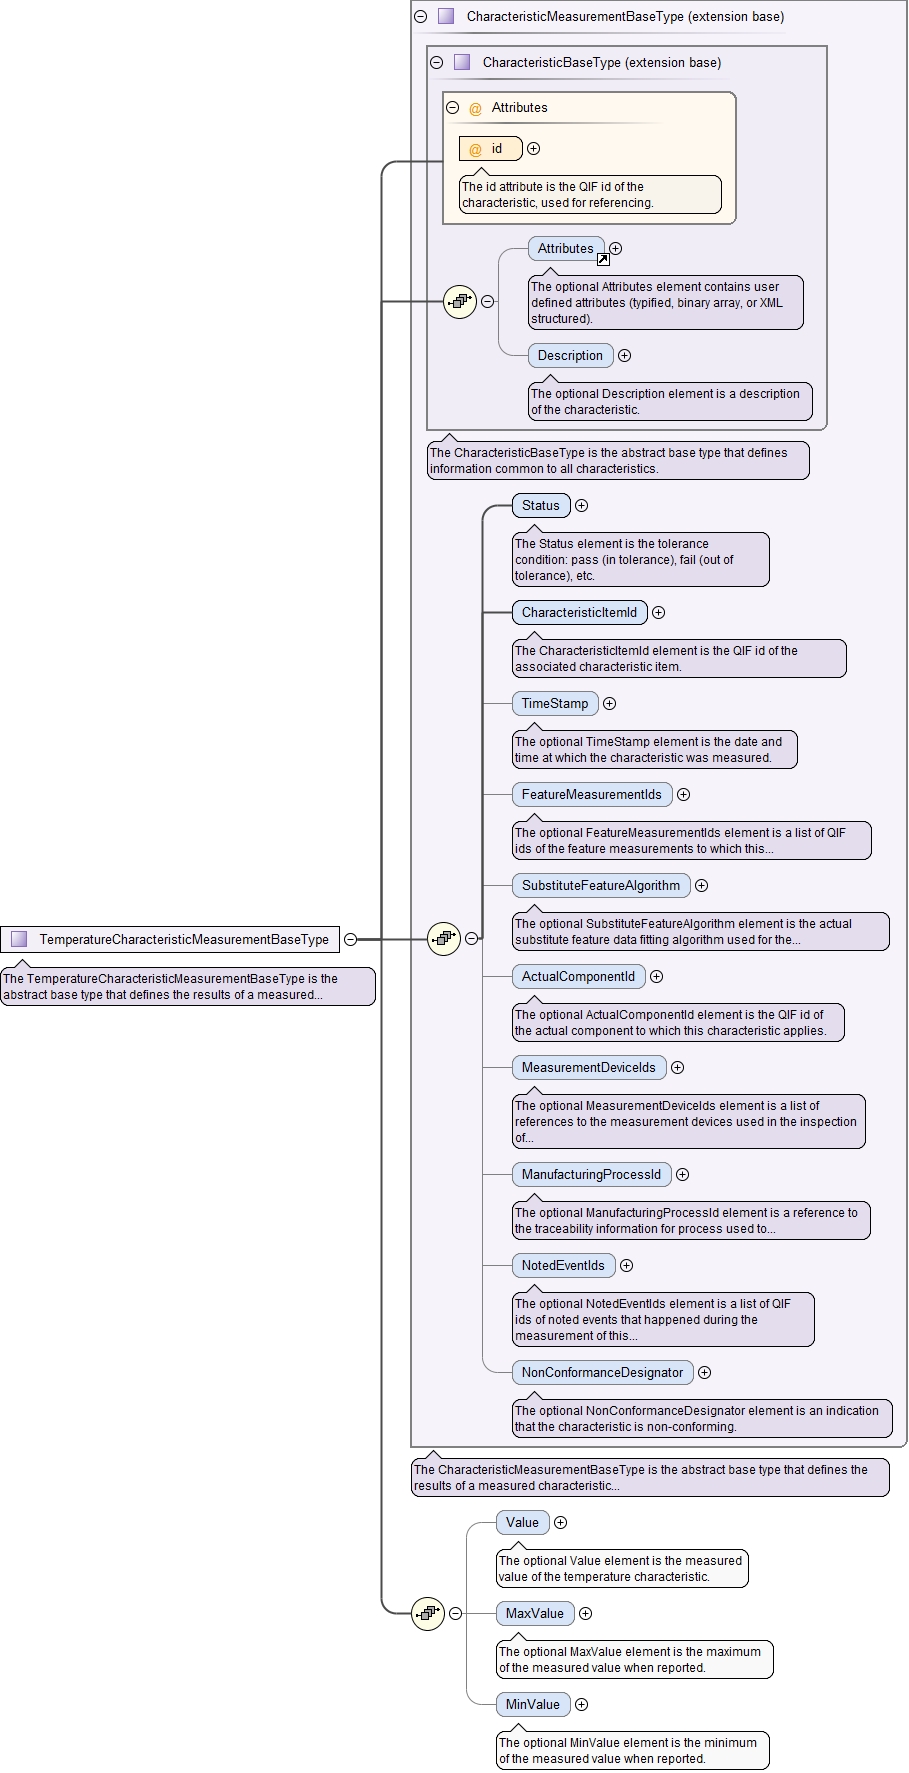 CharacteristicMeasurementBaseType (extension base)
CharacteristicBaseType (extension base)
@ Attributes
@ id
The id attribute is the QIF id of the
characteristic, used for referencing.
Attributes
The optional Attributes element contains user
defined attributes (typified, binary array, or XML
structured).
Description
The optional Description element is a description
of the characteristic.
The CharacteristicBaseType is the abstract base type that defines
information common to all characteristics.
Status
The Status element is the tolerance
condition: pass (in tolerance), fail (out of
tolerance), etc.
CharacteristicItemId
The CharacteristicItemId element is the QIF id of the
associated characteristic item.
TimeStamp
The optional TimeStamp element is the date and
time at which the characteristic was measured.
FeatureMeasurementIds
The optional FeatureMeasurementIds element is a list of QIF
ids of the feature measurements to which this...
SubstituteFeatureAlgorithm
The optional SubstituteFeatureAlgorithm element is the actual
substitute feature data fitting algorithm used for the...
TemperatureCharacteristicMeasurementBaseType
The TemperatureCharacteristicMeasurementBaseType is the
abstract base type that defines the results of a measured...
ActualComponentId
The optional ActualComponentId element is the QIF id of
the actual component to which this characteristic applies.
MeasurementDeviceIds
The optional MeasurementDeviceIds element is a list of
references to the measurement devices used in the inspection
of...
ManufacturingProcessId
The optional ManufacturingProcessId element is a reference to
the traceability information for process used to...
NotedEventIds
The optional NotedEventIds element is a list of QIF
ids of noted events that happened during the
measurement of this...
NonConformanceDesignator
The optional NonConformanceDesignator element is an indication
that the characteristic is non-conforming.
The CharacteristicMeasurementBaseType is the abstract base type that defines the
results of a measured characteristic...
Value
The optional Value element is the measured
value of the temperature characteristic.
MaxValue
The optional MaxValue element is the maximum
of the measured value when reported.
MinValue
The optional MinValue element is the minimum
of the measured value when reported.